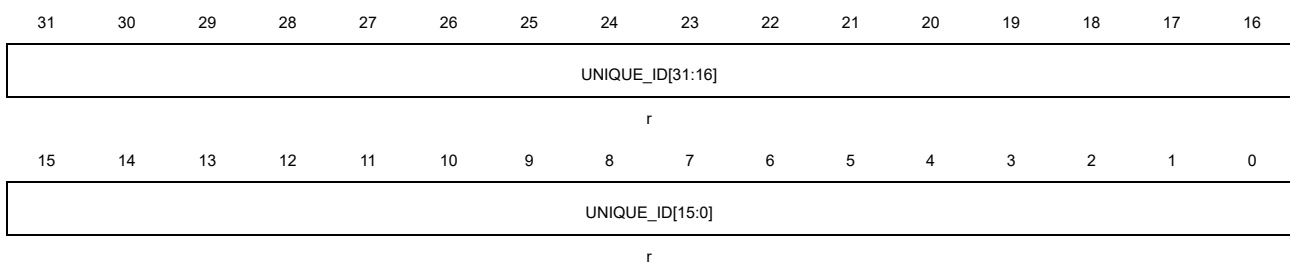 31 30 29 28 27 26 25 24 23 22 21 20 19 18 17 16
UNIQUE_ID[31:16]
r
15 14 13 12 11 10 9 8 7 6 5 4 3 2 1 0
UNIQUE_ID[15:0]
r